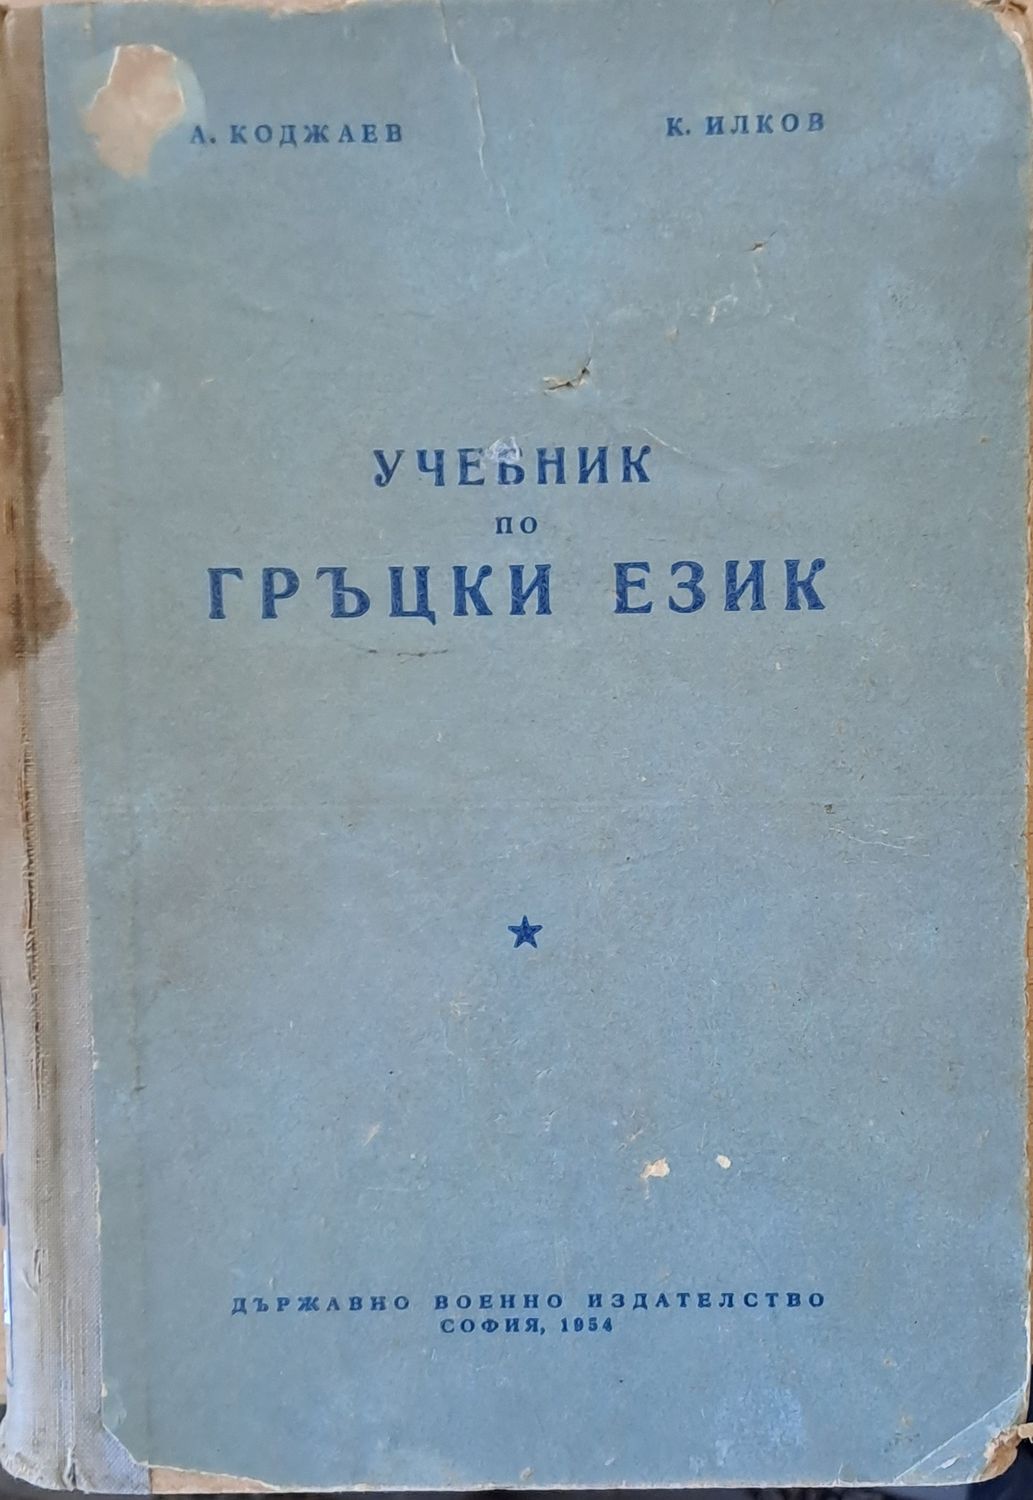 А. КОДЖАЕВ К. ИЛКОВ
УЧЕБНИК
ПО
ГРЪЦКИ ЕЗИК
ДЪРЖАВНО ВОЕННО ИЗДАТЕЛСТВО
СОФИЯ, 1954